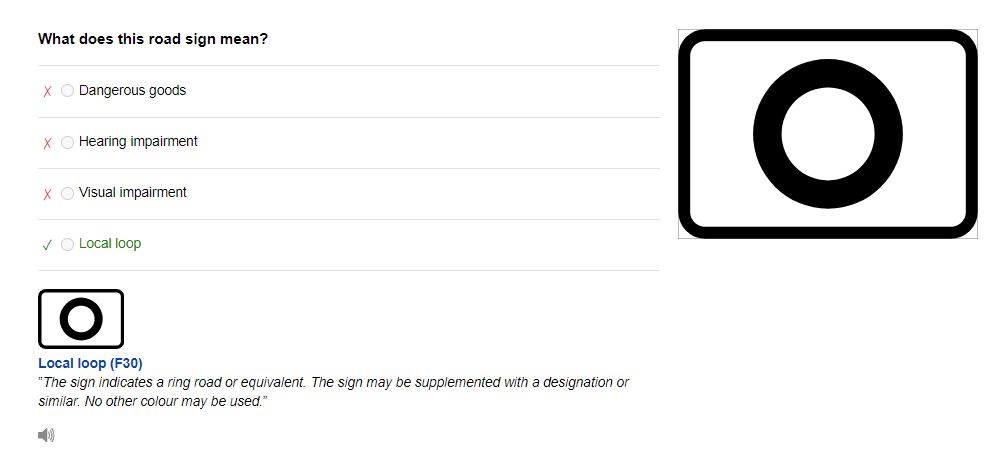 What does this road sign mean?
Dangerous goods
Hearing impairment
Visual impairment
Local loop
Local loop (F30)
"The sign indicates a ring road or equivalent. The sign may be supplemented with a designation or
similar. No other colour may be used."